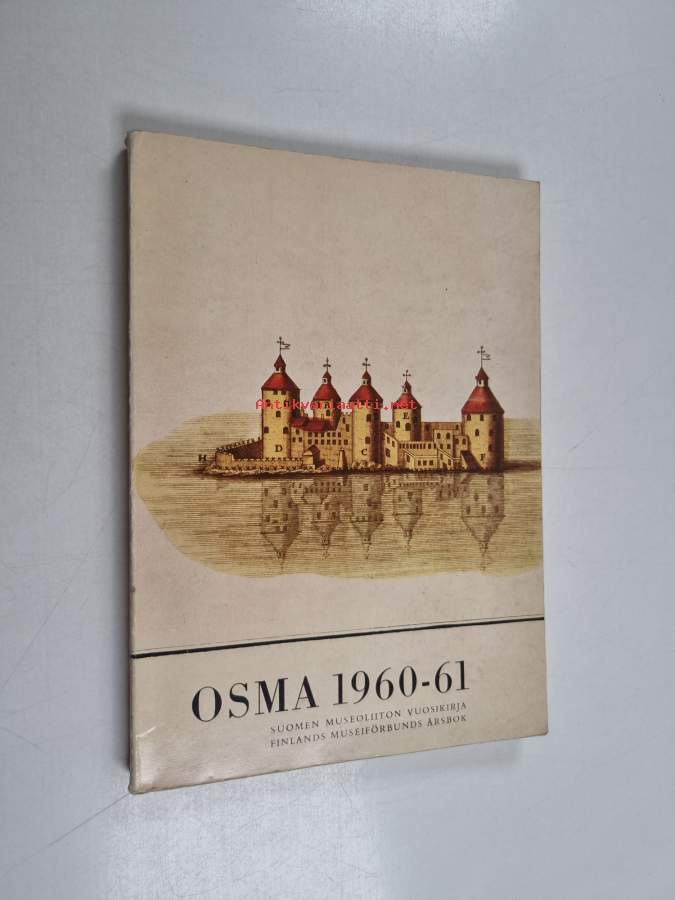 Antikvariaatti.net
H D C E F
OSMA 1960-61
SUOMEN MUSEOLIITON VUOSIKIRJA
FINLANDS MUSEIFÖRBUNDS ÅRSBOK